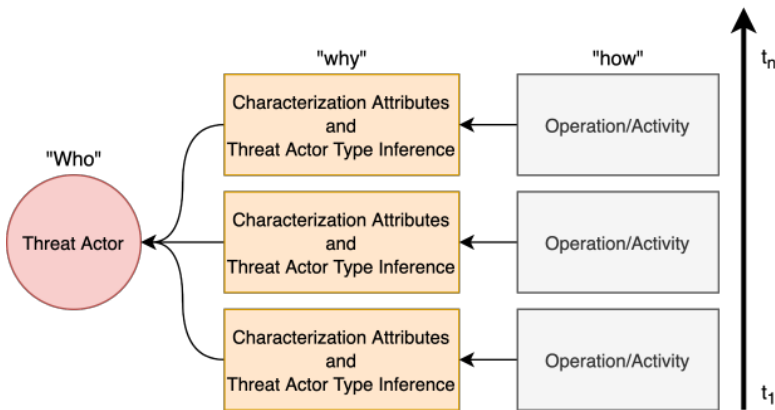 "why"
"how"
tn
Characterization Attributes
and
Threat Actor Type Inference
Operation/Activity
"Who"
Threat Actor
Characterization Attributes
and
Threat Actor Type Inference
Operation/Activity
Characterization Attributes
and
Threat Actor Type Inference
Operation/Activity
t1